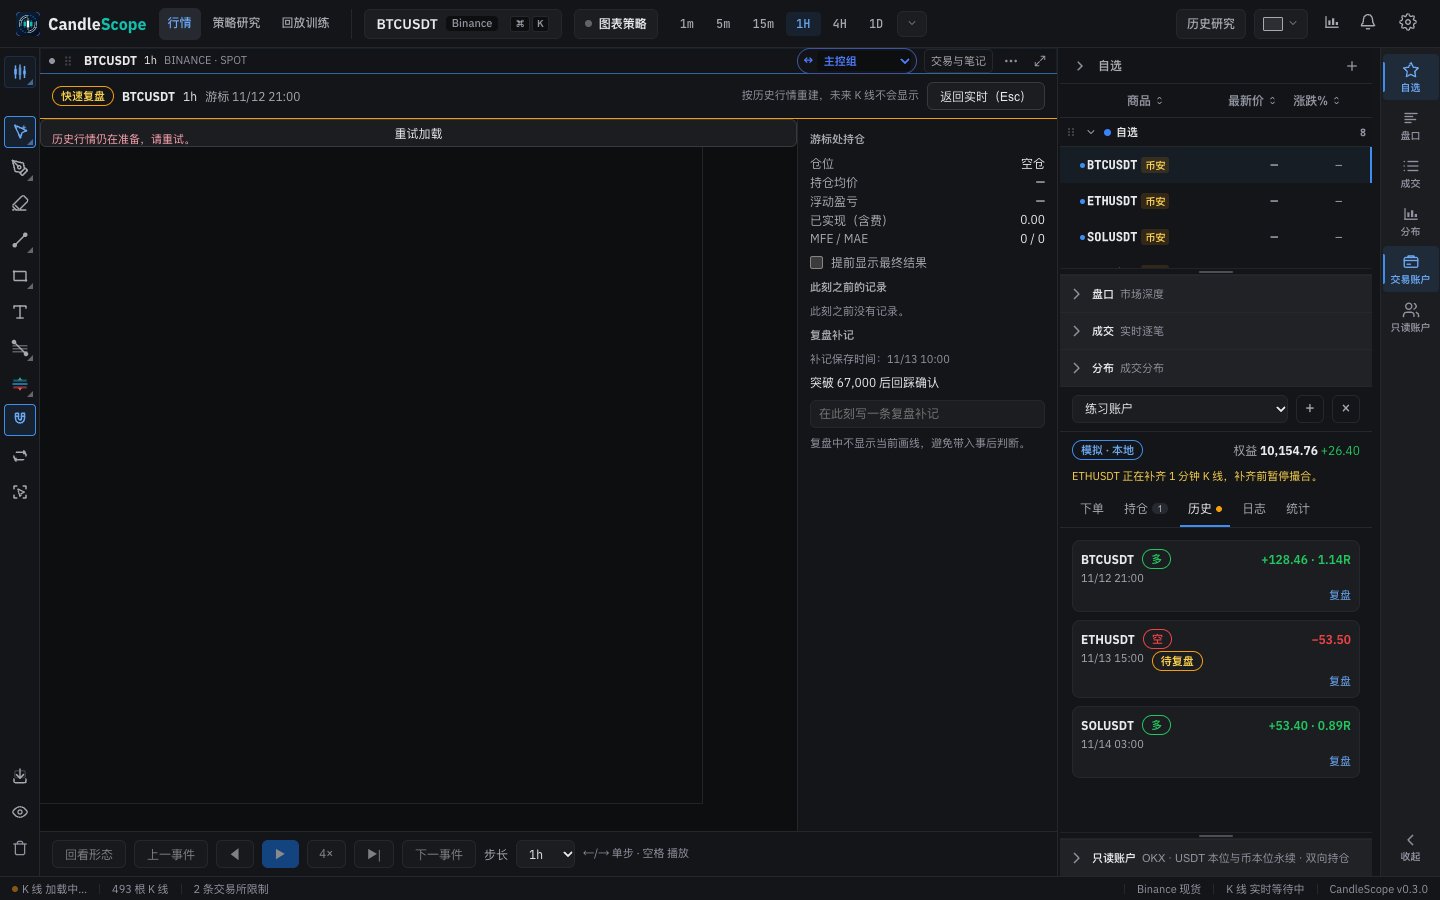 CandleScope 行情 策略研究 回放训练 BTCUSDT Binance ⌘ K 图表策略 1m 5m 15m 1H 4H 1D 历史研究
BTCUSDT 1h BINANCE · SPOT 主控组 交易与笔记
快速复盘 BTCUSDT 1h 游标 11/12 21:00 按历史行情重建，未来 K 线不会显示 返回实时（Esc）
历史行情仍在准备，请重试。 重试加载
游标处持仓
仓位 空仓
持仓均价 —
浮动盈亏 —
已实现（含费） 0.00
MFE / MAE 0 / 0
提前显示最终结果
此刻之前的记录
此刻之前没有记录。
复盘补记
补记保存时间：11/13 10:00
突破 67,000 后回踩确认
在此刻写一条复盘补记
复盘中不显示当前画线，避免带入事后判断。
回看形态 上一事件 4× 下一事件 步长 1h ←/→ 单步 · 空格 播放
自选
商品 最新价 涨跌%
自选 8
BTCUSDT 币安 — —
ETHUSDT 币安 — —
SOLUSDT 币安 — —
盘口 市场深度
成交 实时逐笔
分布 成交分布
练习账户 + ×
模拟 · 本地 权益 10,154.76 +26.40
ETHUSDT 正在补齐 1 分钟 K 线，补齐前暂停撮合。
下单 持仓 1 历史 日志 统计
BTCUSDT 多 +128.46 · 1.14R
11/12 21:00
复盘
ETHUSDT 空 −53.50
11/13 15:00 待复盘
复盘
SOLUSDT 多 +53.40 · 0.89R
11/14 03:00
复盘
只读账户 OKX · USDT 本位与币本位永续 · 双向持仓
自选
盘口
成交
分布
交易账户
只读账户
收起
K 线 加载中... 493 根 K 线 2 条交易所限制 Binance 现货 K 线 实时等待中 CandleScope v0.3.0